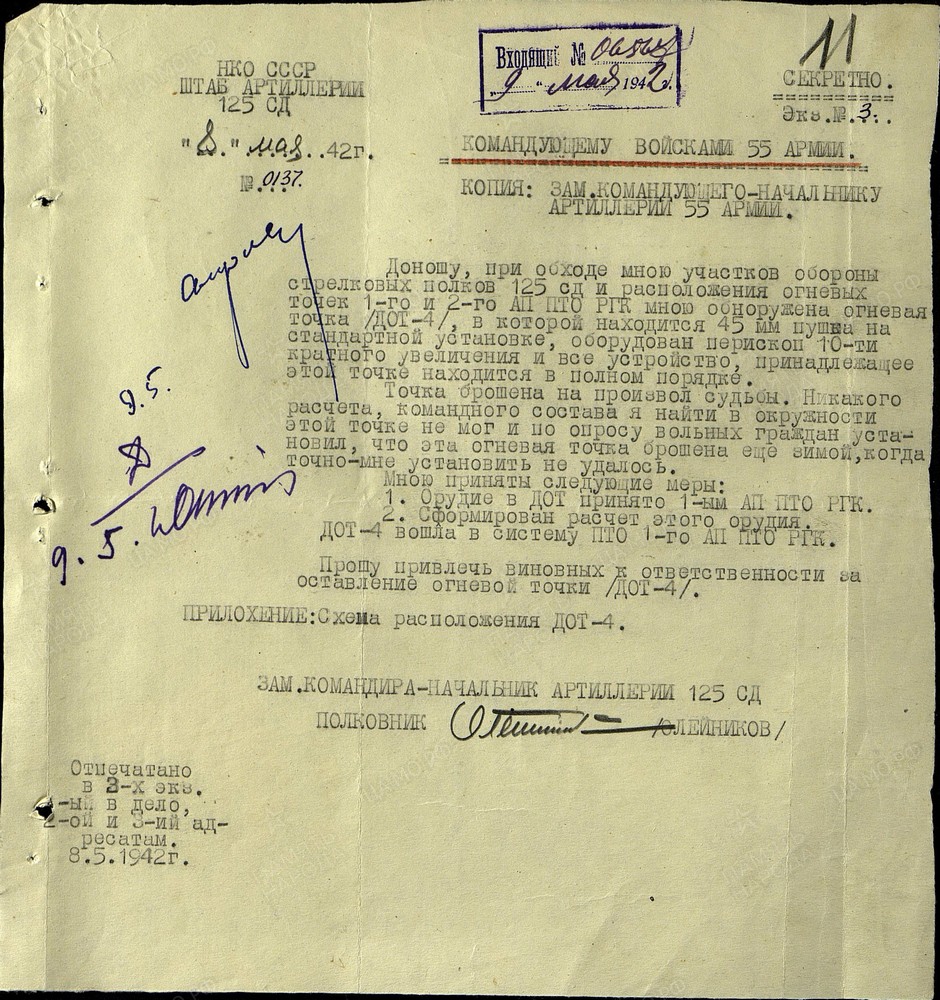 11
Входящий №
"9" мая 1942г.
НКО СССР
ШТАБ АРТИЛЛЕРИИ
125 СД
"8." мая. ..42г.
№.0137.
СЕКРЕТНО.
Экз.№.3..
КОМАНДУЮЩЕМУ ВОЙСКАМИ 55 АРМИИ.
КОПИЯ: ЗАМ.КОМАНДУЮЩЕГО-НАЧАЛЬНИКУ
АРТИЛЛЕРИИ 55 АРМИИ.
Доношу, при обходе мною участков обороны
стрелковых полков 125 сд и расположения огневых
точек 1-го и 2-го АП ПТО РГК мною обноружена огневая
точка /ДОТ-4/, в которой находится 45 мм пушка на
стандартной установке, оборудован перископ 10-ти
кратного увеличения и все устройство, принадлежащее
этой точке находится в полном порядке.
Точка брошена на произвол судьбы. Никакого
расчета, командного состава я найти в окружности
этой точке не мог и по опросу вольных граждан уста-
новил, что эта огневая точка брошена еще зимой,когда
точно-мне установить не удалось.
Мною приняты следующие меры:
1. Орудие в ДОТ принято 1-ым АП ПТО РГК.
2. Сформирован расчет этого орудия.
ДОТ-4 вошла в систему ПТО 1-го АП ПТО РГК.
Прошу привлечь виновных к ответственности за
оставление огневой точки /ДОТ-4/.
9.5.
9.5.
ПРИЛОХЕНИЕ:Схема расположения ДОТ-4.
ЗАМ.КОМАНДИРА-НАЧАЛЬНИК АРТИЛЛЕРИИ 125 СД
ПОЛКОВНИК /ОЛЕЙНИКОВ/
Отпечатано
в 3-х экз.
1-ый в дело,
2-ой и 3-ий ад-
ресатам.
8.5.1942г.